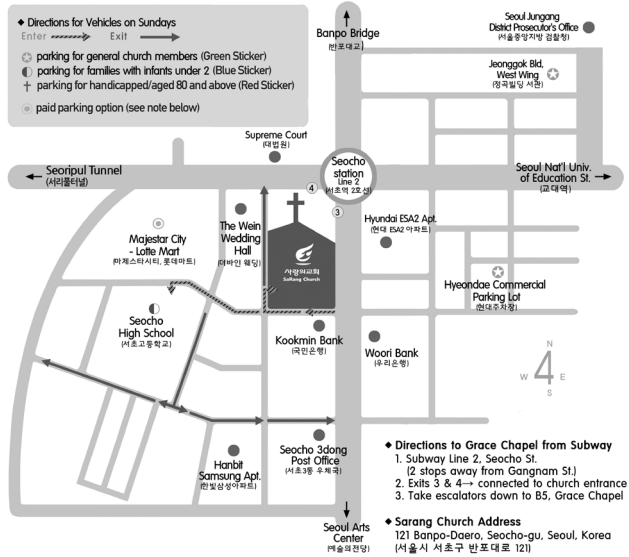 ◆ Directions for Vehicles on Sundays
Enter Exit
parking for general church members (Green Sticker)
parking for families with infants under 2 (Blue Sticker)
parking for handicapped/aged 80 and above (Red Sticker)
paid parking option (see note below)
Banpo Bridge
(반포대교)
Seoul Jungang
District Prosecutor's Office
(서울중앙지방 검찰청)
Jeonggok Bld,
West Wing
(정곡빌딩 서관)
Supreme Court
(대법원)
Seocho
station
Line 2
(서초역 2호선)
← Seoripul Tunnel
(서리풀터널)
Seoul Nat'l Univ.
of Education St. →
(교대역)
4
3
The Wein
Wedding
Hall
(더바인 웨딩)
Majestar City
- Lotte Mart
(마제스타시티, 롯데마트)
사랑의교회
SaRang Church
Hyundai ESA2 Apt.
(현대 ESA2 아파트)
Hyeondae Commercial
Parking Lot
(현대주차장)
Seocho
High School
(서초고등학교)
Kookmin Bank
(국민은행)
Woori Bank
(우리은행)
N
W 4 E
S
Hanbit
Samsung Apt.
(한빛삼성아파트)
Seocho 3dong
Post Office
(서초3동 우체국)
Seoul Arts
Center
(예술의전당)
◆ Directions to Grace Chapel from Subway
1. Subway Line 2, Seocho St.
(2 stops away from Gangnam St.)
2. Exits 3 & 4→ connected to church entrance
3. Take escalators down to B5, Grace Chapel
◆ Sarang Church Address
121 Banpo-Daero, Seocho-gu, Seoul, Korea
(서울시 서초구 반포대로 121)